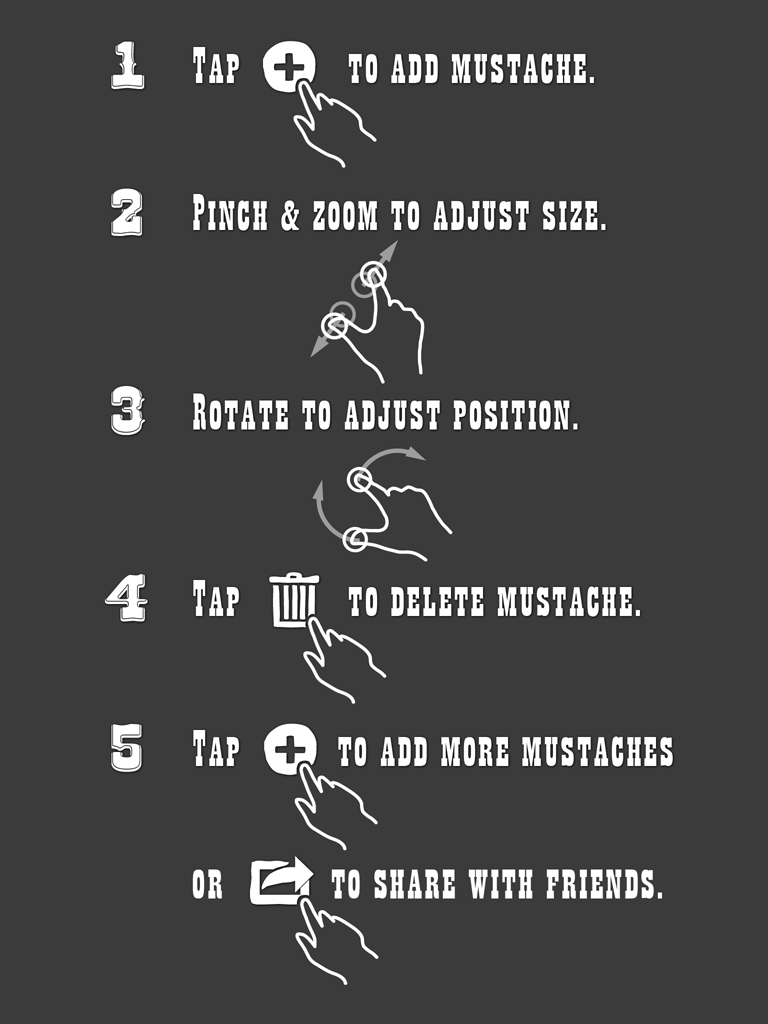 1 Tap to add mustache.
2 Pinch & zoom to adjust size.
3 Rotate to adjust position.
4 Tap to delete mustache.
5 Tap to add more mustaches
or to share with friends.